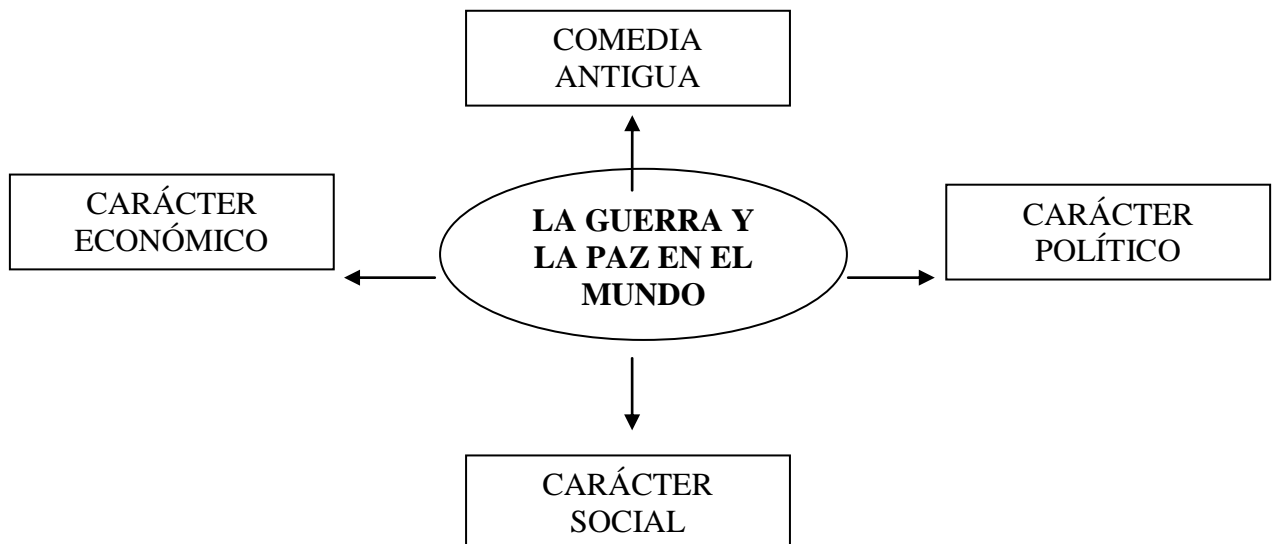 COMEDIA
ANTIGUA
CARÁCTER
ECONÓMICO
LA GUERRA Y
LA PAZ EN EL
MUNDO
CARÁCTER
POLÍTICO
CARÁCTER
SOCIAL